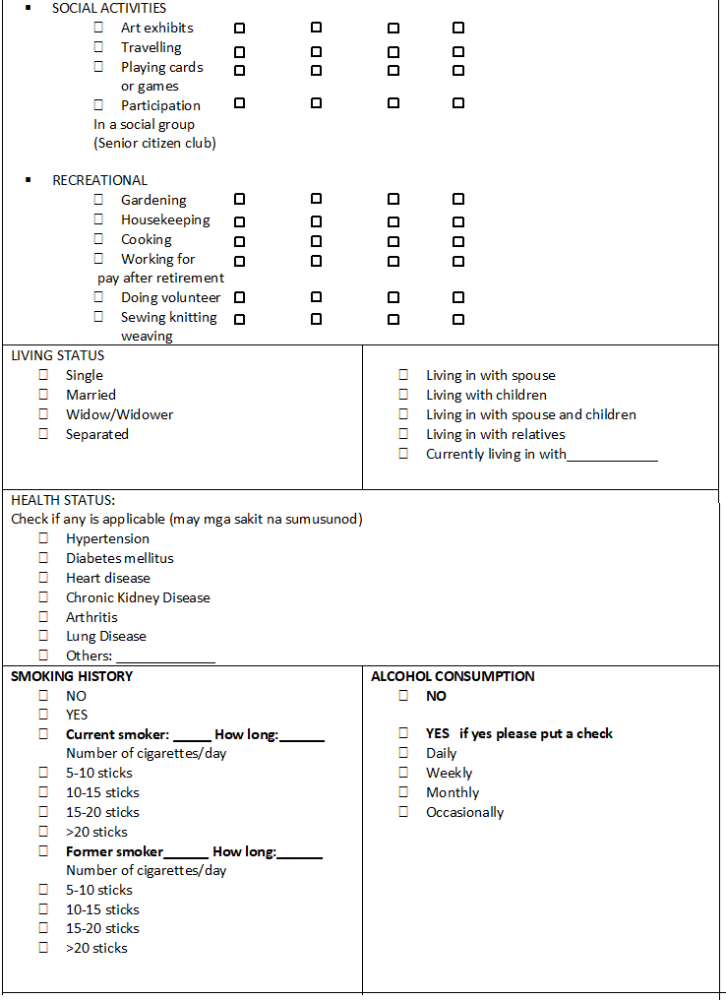 ▪ SOCIAL ACTIVITIES
☐ Art exhibits ☐ ☐ ☐ ☐
☐ Travelling ☐ ☐ ☐ ☐
☐ Playing cards ☐ ☐ ☐ ☐
or games
☐ Participation ☐ ☐ ☐ ☐
In a social group
(Senior citizen club)
▪ RECREATIONAL
☐ Gardening ☐ ☐ ☐ ☐
☐ Housekeeping ☐ ☐ ☐ ☐
☐ Cooking ☐ ☐ ☐ ☐
☐ Working for ☐ ☐ ☐ ☐
pay after retirement
☐ Doing volunteer ☐ ☐ ☐ ☐
☐ Sewing knitting ☐ ☐ ☐ ☐
weaving
LIVING STATUS
☐ Single
☐ Married
☐ Widow/Widower
☐ Separated
☐ Living in with spouse
☐ Living with children
☐ Living in with spouse and children
☐ Living in with relatives
☐ Currently living in with____________
HEALTH STATUS:
Check if any is applicable (may mga sakit na sumusunod)
☐ Hypertension
☐ Diabetes mellitus
☐ Heart disease
☐ Chronic Kidney Disease
☐ Arthritis
☐ Lung Disease
☐ Others: _____________
SMOKING HISTORY
☐ NO
☐ YES
☐ Current smoker: _____ How long:______
Number of cigarettes/day
☐ 5-10 sticks
☐ 10-15 sticks
☐ 15-20 sticks
☐ >20 sticks
☐ Former smoker______ How long:______
Number of cigarettes/day
☐ 5-10 sticks
☐ 10-15 sticks
☐ 15-20 sticks
☐ >20 sticks
ALCOHOL CONSUMPTION
☐ NO
☐ YES if yes please put a check
☐ Daily
☐ Weekly
☐ Monthly
☐ Occasionally